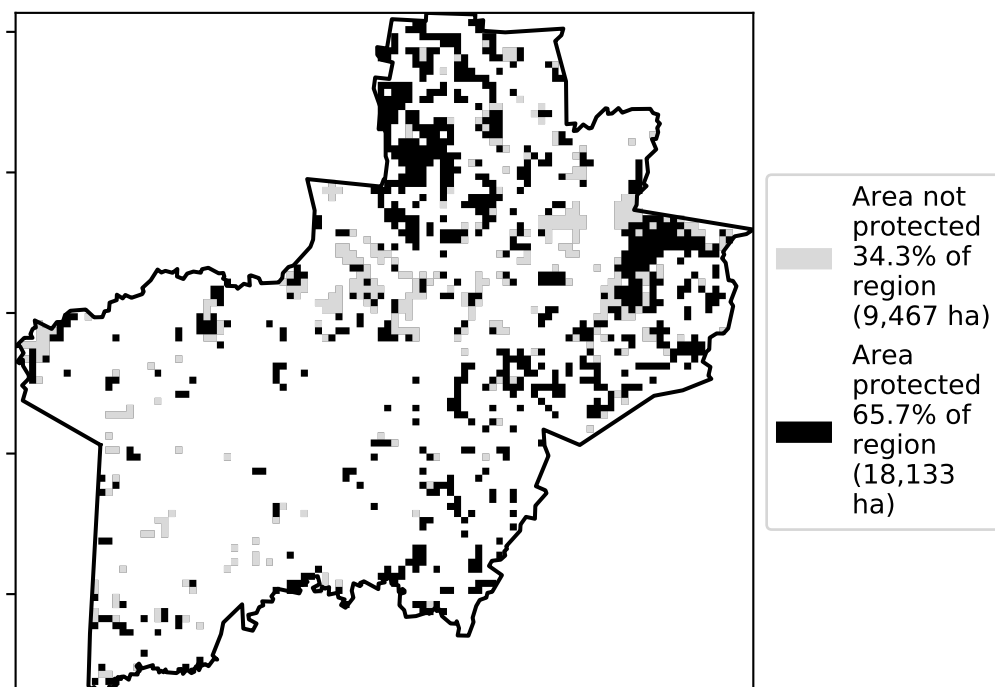 Area not
protected
34.3% of
region
(9,467 ha)
Area
protected
65.7% of
region
(18,133
ha)